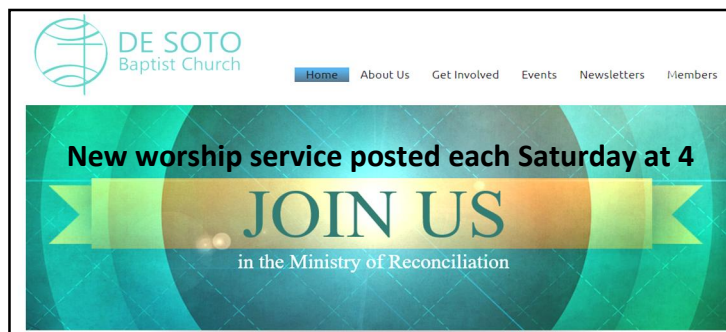 DE SOTO
Baptist Church
Home About Us Get Involved Events Newsletters Members
New worship service posted each Saturday at 4
JOIN US
in the Ministry of Reconciliation